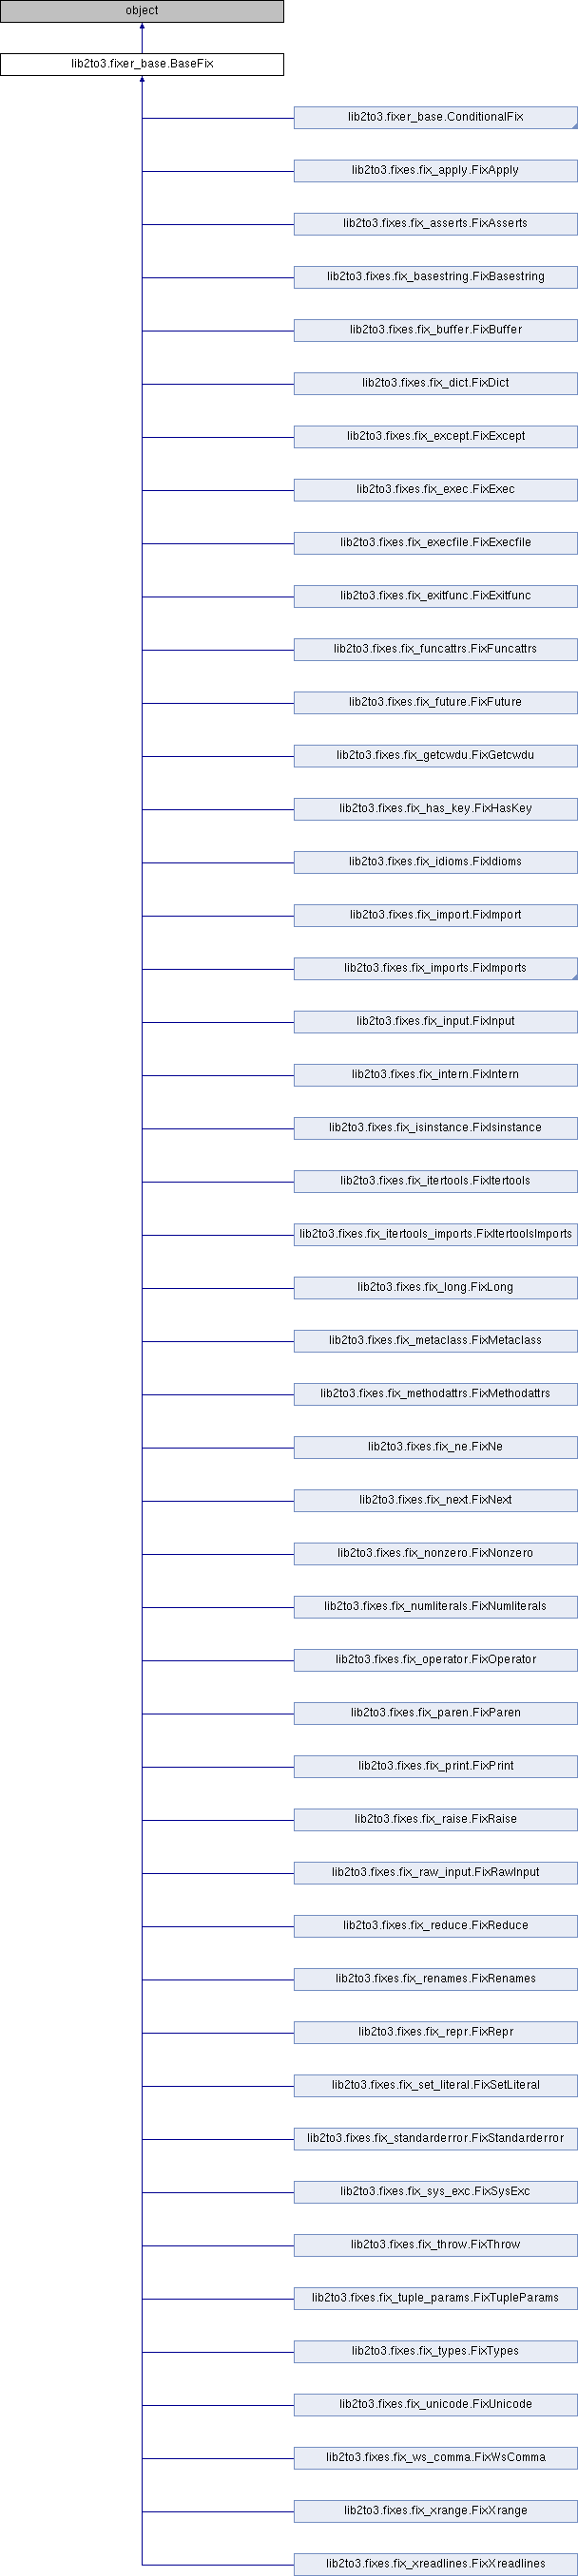 object
lib2to3.fixer_base.BaseFix
lib2to3.fixer_base.ConditionalFix
lib2to3.fixes.fix_apply.FixApply
lib2to3.fixes.fix_asserts.FixAsserts
lib2to3.fixes.fix_basestring.FixBasestring
lib2to3.fixes.fix_buffer.FixBuffer
lib2to3.fixes.fix_dict.FixDict
lib2to3.fixes.fix_except.FixExcept
lib2to3.fixes.fix_exec.FixExec
lib2to3.fixes.fix_execfile.FixExecfile
lib2to3.fixes.fix_exitfunc.FixExitfunc
lib2to3.fixes.fix_funcattrs.FixFuncattrs
lib2to3.fixes.fix_future.FixFuture
lib2to3.fixes.fix_getcwdu.FixGetcwdu
lib2to3.fixes.fix_has_key.FixHasKey
lib2to3.fixes.fix_idioms.FixIdioms
lib2to3.fixes.fix_import.FixImport
lib2to3.fixes.fix_imports.FixImports
lib2to3.fixes.fix_input.FixInput
lib2to3.fixes.fix_intern.FixIntern
lib2to3.fixes.fix_isinstance.FixIsinstance
lib2to3.fixes.fix_itertools.FixItertools
lib2to3.fixes.fix_itertools_imports.FixItertoolsImports
lib2to3.fixes.fix_long.FixLong
lib2to3.fixes.fix_metaclass.FixMetaclass
lib2to3.fixes.fix_methodattrs.FixMethodattrs
lib2to3.fixes.fix_ne.FixNe
lib2to3.fixes.fix_next.FixNext
lib2to3.fixes.fix_nonzero.FixNonzero
lib2to3.fixes.fix_numliterals.FixNumliterals
lib2to3.fixes.fix_operator.FixOperator
lib2to3.fixes.fix_paren.FixParen
lib2to3.fixes.fix_print.FixPrint
lib2to3.fixes.fix_raise.FixRaise
lib2to3.fixes.fix_raw_input.FixRawInput
lib2to3.fixes.fix_reduce.FixReduce
lib2to3.fixes.fix_renames.FixRenames
lib2to3.fixes.fix_repr.FixRepr
lib2to3.fixes.fix_set_literal.FixSetLiteral
lib2to3.fixes.fix_standarderror.FixStandarderror
lib2to3.fixes.fix_sys_exc.FixSysExc
lib2to3.fixes.fix_throw.FixThrow
lib2to3.fixes.fix_tuple_params.FixTupleParams
lib2to3.fixes.fix_types.FixTypes
lib2to3.fixes.fix_unicode.FixUnicode
lib2to3.fixes.fix_ws_comma.FixWsComma
lib2to3.fixes.fix_xrange.FixXrange
lib2to3.fixes.fix_xreadlines.FixXreadlines